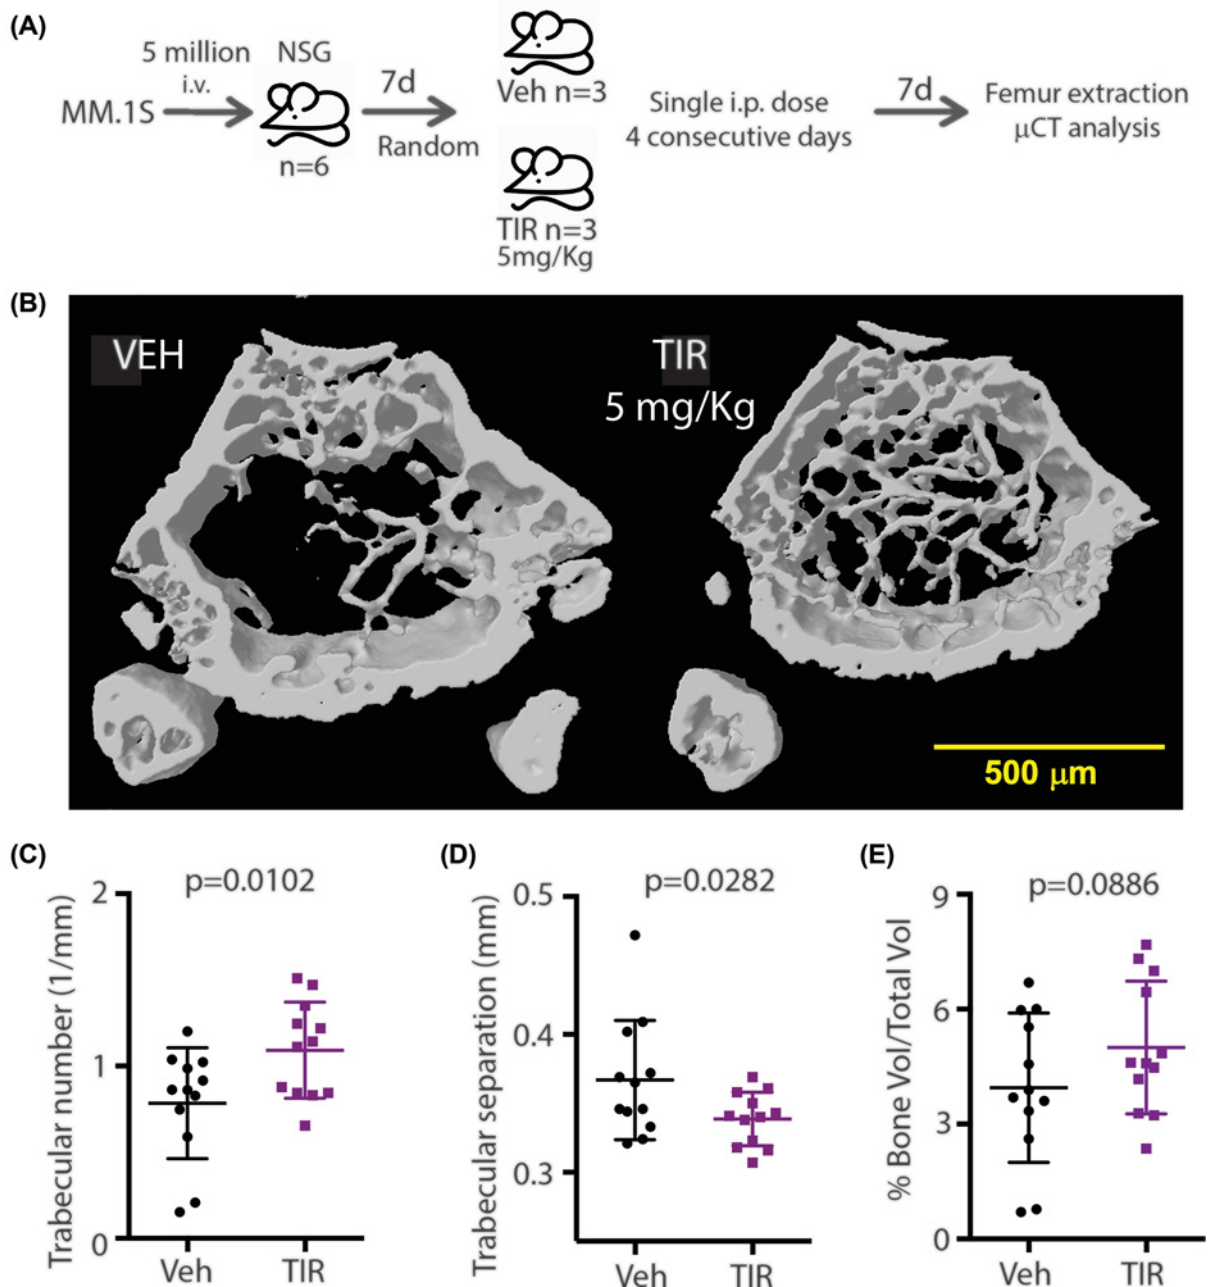 (A)
5 million
i.v.
MM.1S
NSG
n=6
7d
Random
Veh n=3
TIR n=3
5mg/Kg
Single i.p. dose
4 consecutive days
7d
Femur extraction
μCT analysis
(B)
VEH
TIR
5 mg/Kg
500 μm
(C)
p=0.0102
Trabecular number (1/mm)
2
1
0
Veh
TIR
(D)
p=0.0282
Trabecular separation (mm)
0.5
0.4
0.3
Veh
TIR
(E)
p=0.0886
% Bone Vol/Total Vol
9
6
3
0
Veh
TIR